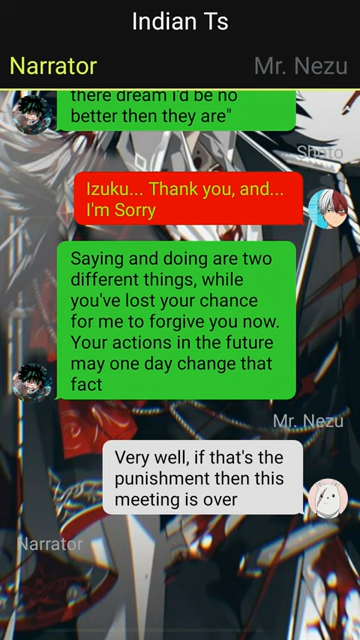 Indian Ts
Narrator
Mr. Nezu
there dream I'd be no
better then they are"
Shoto
Izuku... Thank you, and...
I'm Sorry
Saying and doing are two
different things, while
you've lost your chance
for me to forgive you now.
Your actions in the future
may one day change that
fact
Mr. Nezu
Very well, if that's the
punishment then this
meeting is over
Narrator